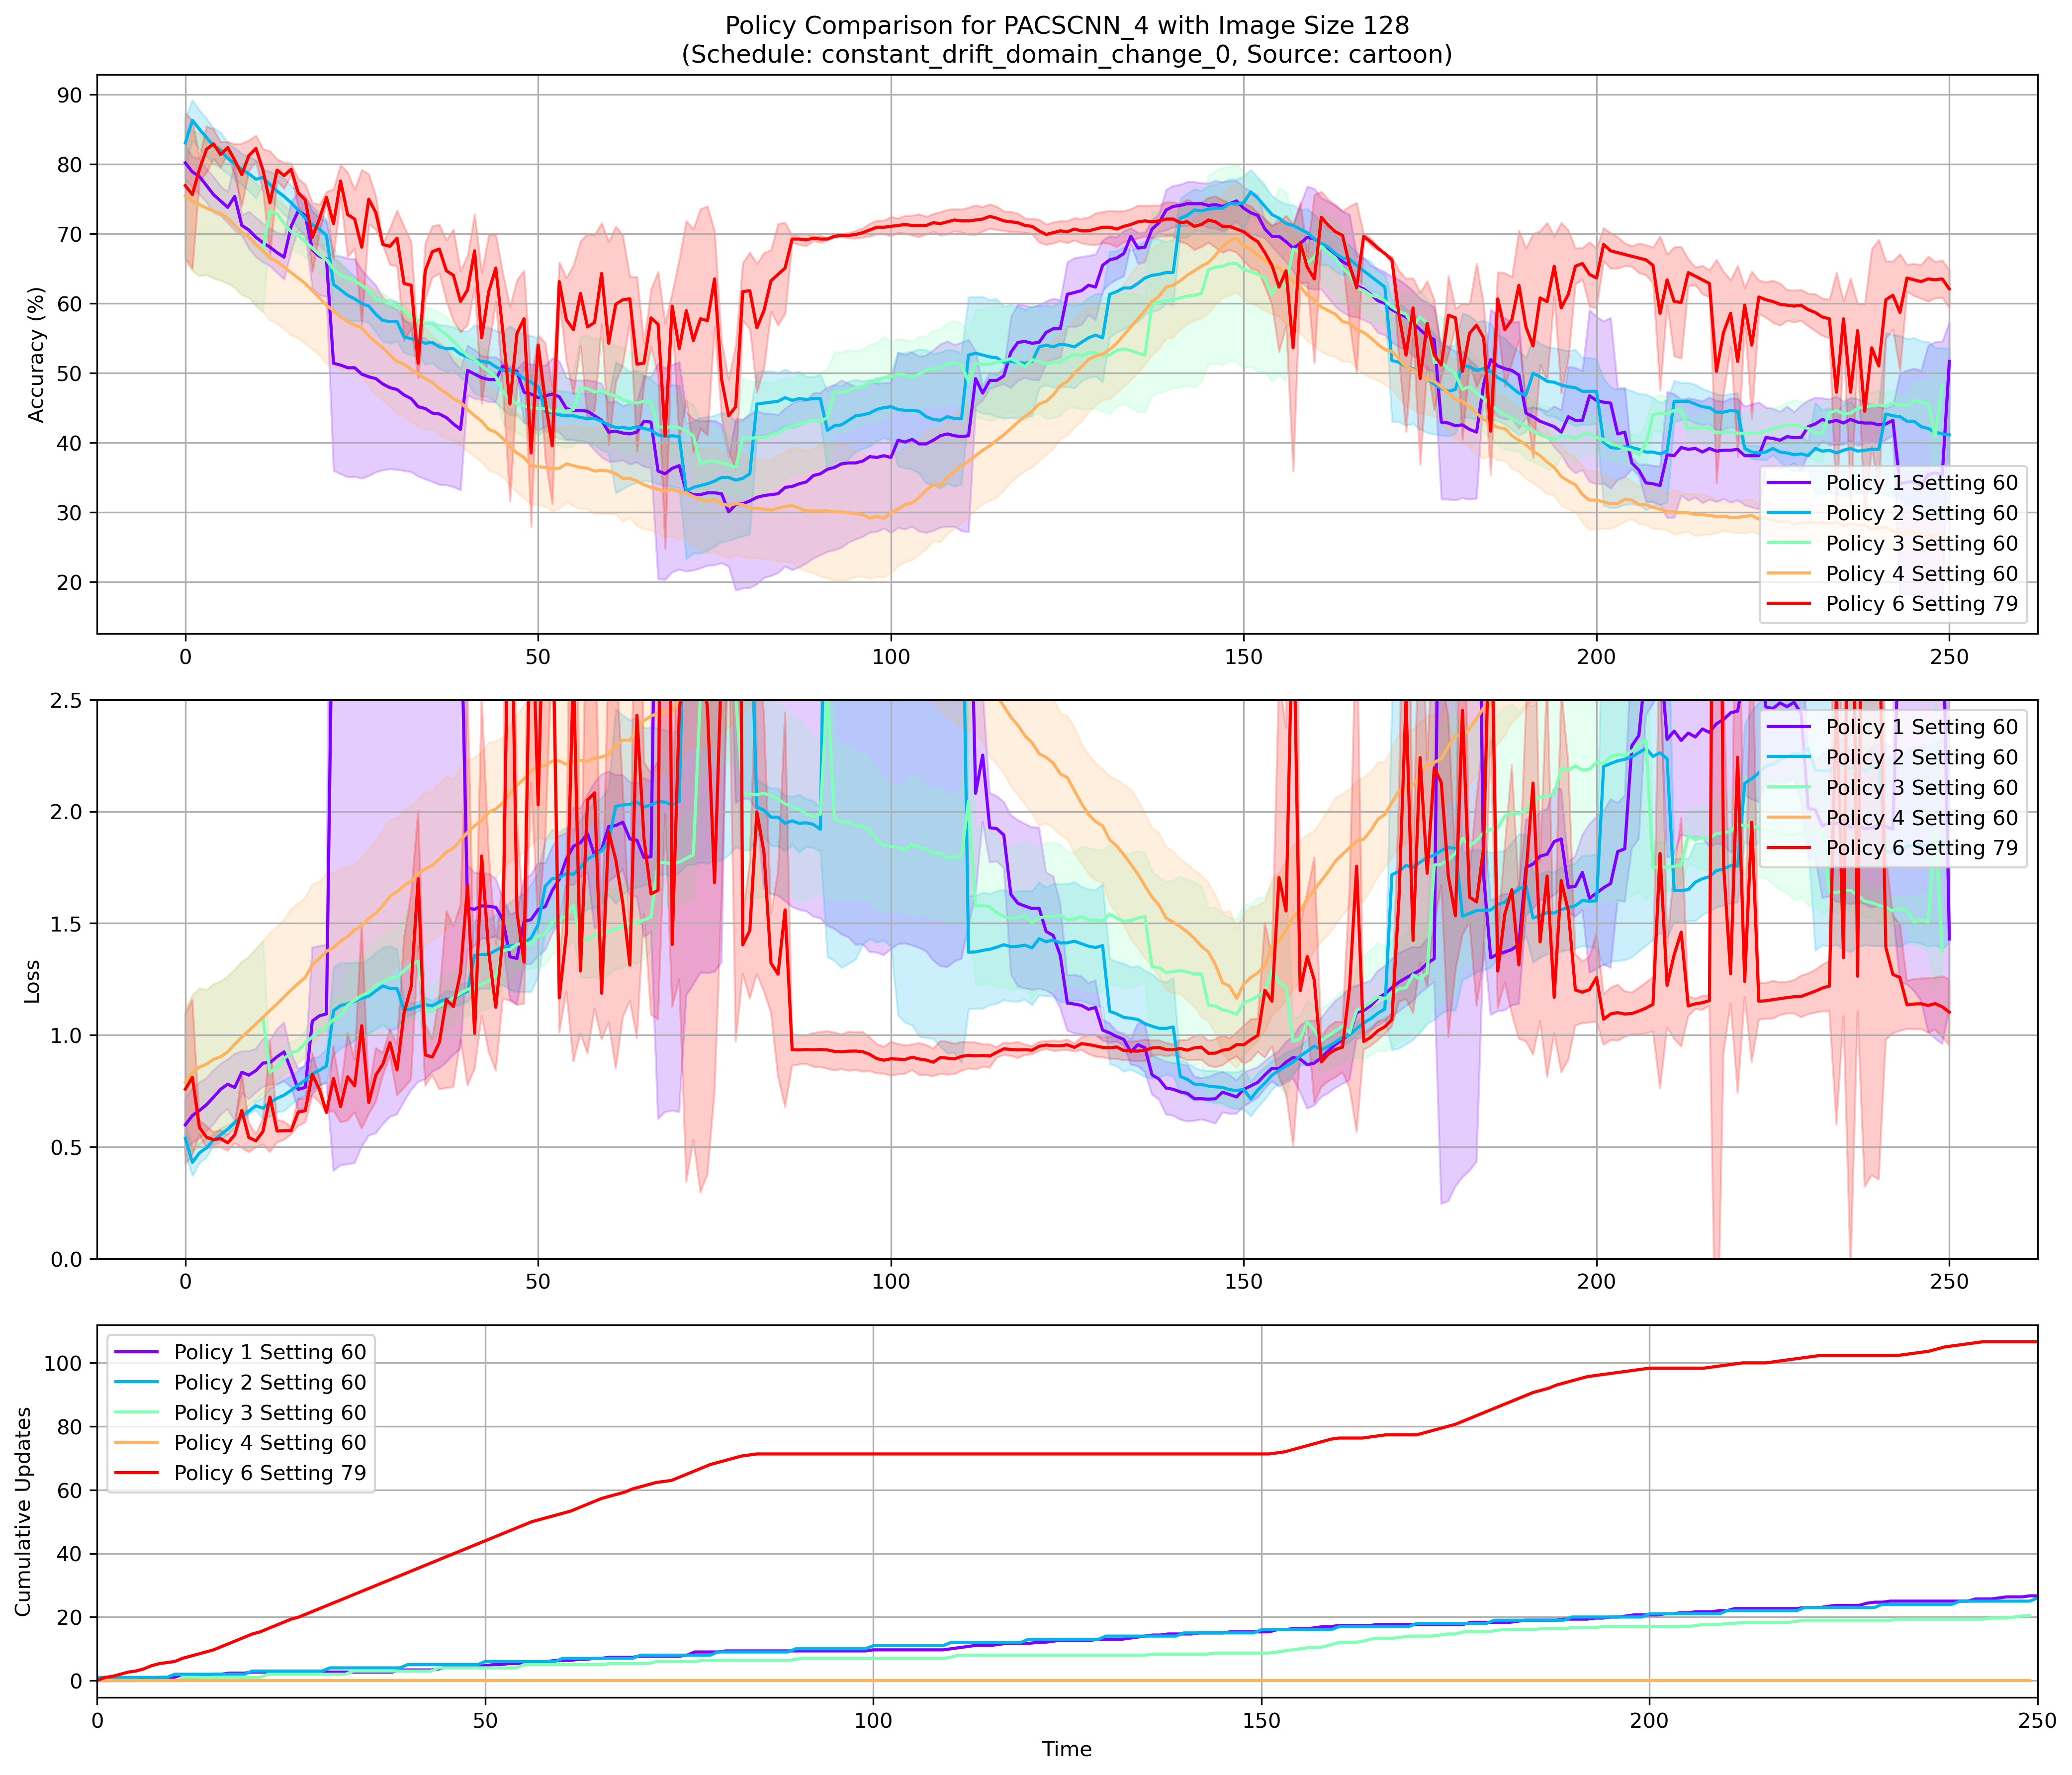 Policy Comparison for PACSCNN_4 with Image Size 128
(Schedule: constant_drift_domain_change_0, Source: cartoon)
Accuracy (%)
90
80
70
60
50
40
30
20
0 50 100 150 200 250
Policy 1 Setting 60
Policy 2 Setting 60
Policy 3 Setting 60
Policy 4 Setting 60
Policy 6 Setting 79
Loss
2.5
2.0
1.5
1.0
0.5
0.0
0 50 100 150 200 250
Policy 1 Setting 60
Policy 2 Setting 60
Policy 3 Setting 60
Policy 4 Setting 60
Policy 6 Setting 79
Cumulative Updates
100
80
60
40
20
0
0 50 100 150 200 250
Policy 1 Setting 60
Policy 2 Setting 60
Policy 3 Setting 60
Policy 4 Setting 60
Policy 6 Setting 79
Time